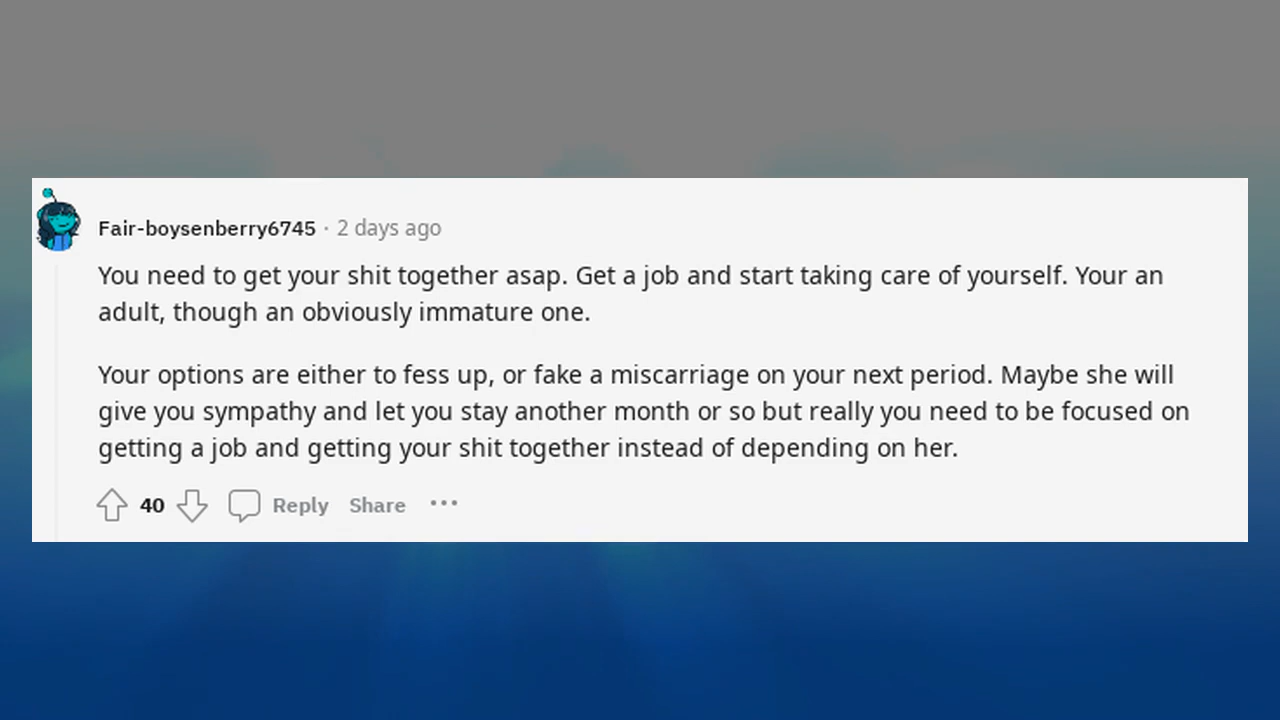 Fair-boysenberry6745 · 2 days ago
You need to get your shit together asap. Get a job and start taking care of yourself. Your an
adult, though an obviously immature one.
Your options are either to fess up, or fake a miscarriage on your next period. Maybe she will
give you sympathy and let you stay another month or so but really you need to be focused on
getting a job and getting your shit together instead of depending on her.
40 Reply Share ···